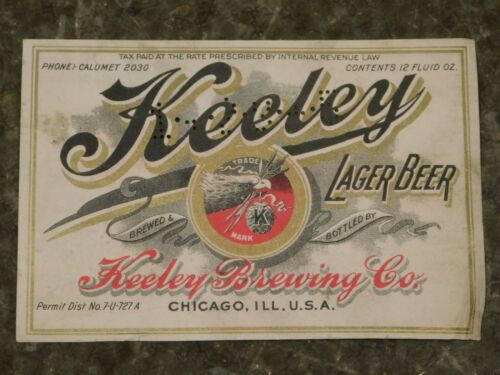 TAX PAID AT THE RATE PRESCRIBED BY INTERNAL REVENUE LAW
PHONE:- CALUMET 2030
CONTENTS 12 FLUID OZ.
Keeley
LAGER BEER
TRADE
K
MARK
BREWED &
BOTTLED BY
Keeley Brewing Co.
Permit Dist No. 7-U-727 A
CHICAGO, ILL. U.S.A.